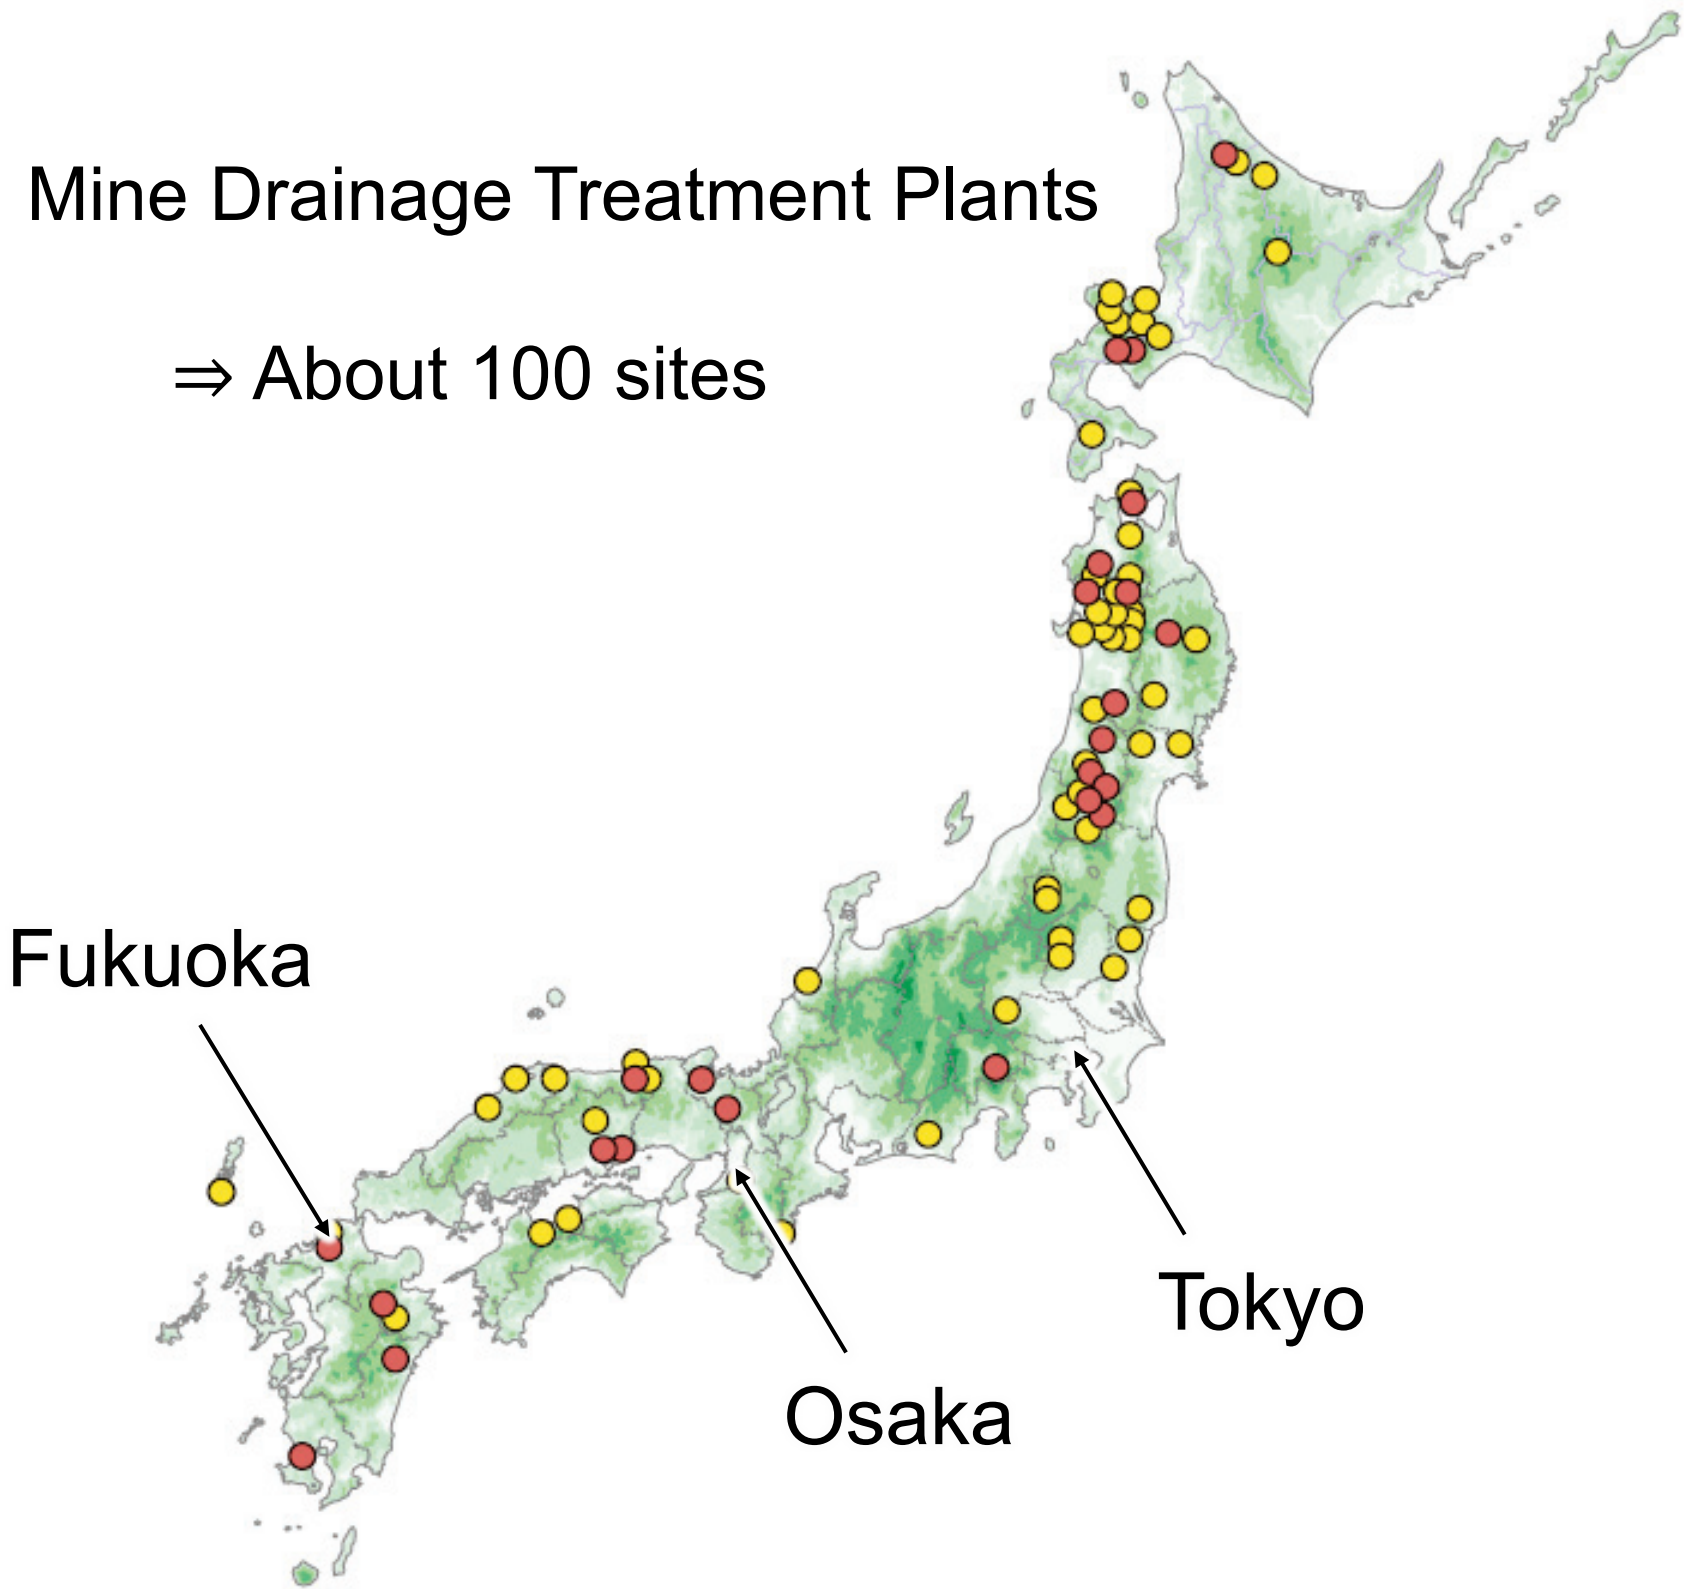 Mine Drainage Treatment Plants
⇒ About 100 sites
Fukuoka
Tokyo
Osaka